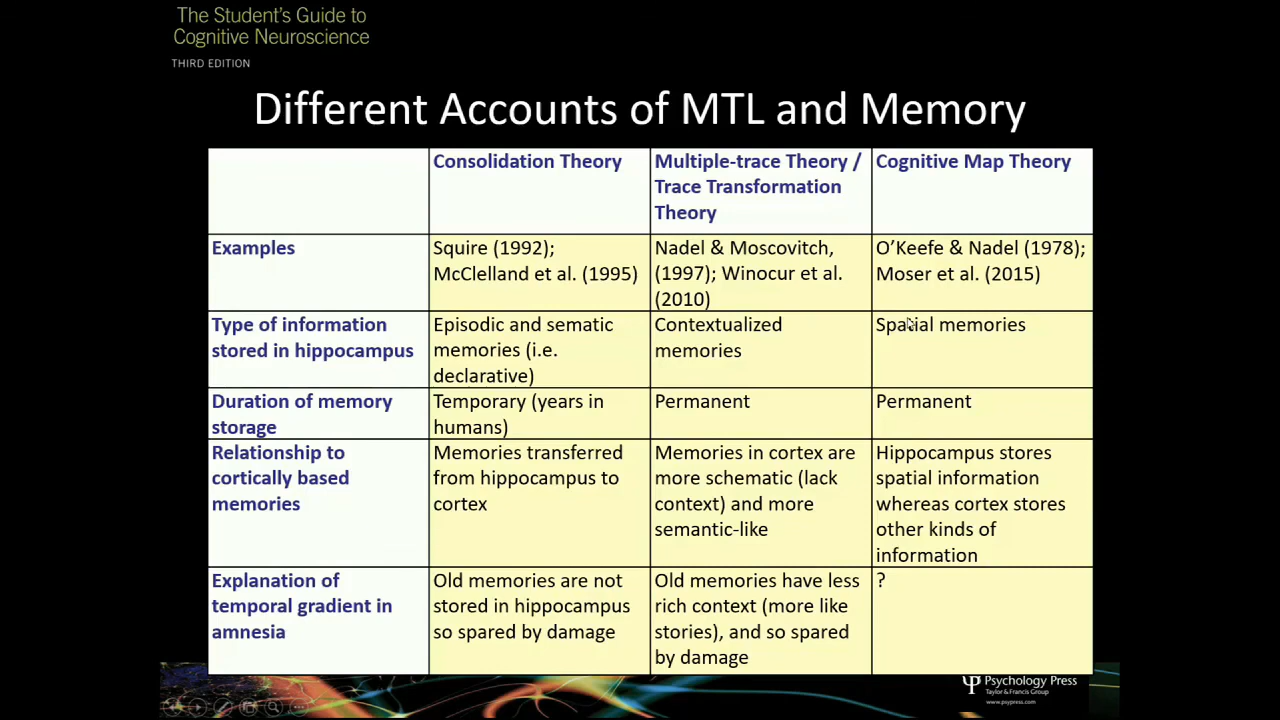 The Student's Guide to
Cognitive Neuroscience
THIRD EDITION
Different Accounts of MTL and Memory
Consolidation Theory
Multiple-trace Theory /
Trace Transformation
Theory
Cognitive Map Theory
Examples
Squire (1992);
McClelland et al. (1995)
Nadel & Moscovitch,
(1997); Winocur et al.
(2010)
O'Keefe & Nadel (1978);
Moser et al. (2015)
Type of information
stored in hippocampus
Episodic and sematic
memories (i.e.
declarative)
Contextualized
memories
Spatial memories
Duration of memory
storage
Temporary (years in
humans)
Permanent
Permanent
Relationship to
cortically based
memories
Memories transferred
from hippocampus to
cortex
Memories in cortex are
more schematic (lack
context) and more
semantic-like
Hippocampus stores
spatial information
whereas cortex stores
other kinds of
information
Explanation of
temporal gradient in
amnesia
Old memories are not
stored in hippocampus
so spared by damage
Old memories have less
rich context (more like
stories), and so spared
by damage
?
Psychology Press
Taylor & Francis Group
www.psypress.com